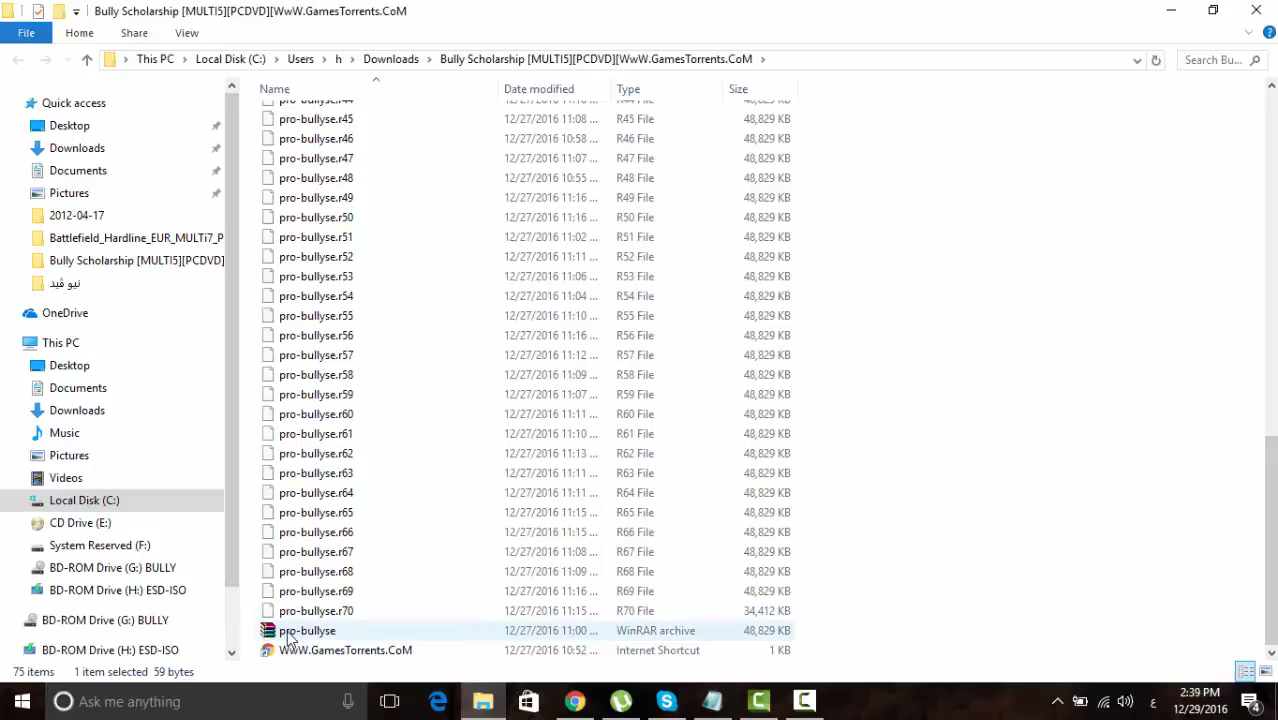 Bully Scholarship [MULTI5][PCDVD][WwW.GamesTorrents.CoM
File Home Share View
This PC Local Disk (C:) Users h Downloads Bully Scholarship [MULTI5][PCDVD][WwW.GamesTorrents.CoM
Search Bu...
Name Date modified Type Size
pro-bullyse.r44 12/27/2016 11:16 ... R44 File 48,829 KB
pro-bullyse.r45 12/27/2016 11:08 ... R45 File 48,829 KB
pro-bullyse.r46 12/27/2016 10:58 ... R46 File 48,829 KB
pro-bullyse.r47 12/27/2016 11:07 ... R47 File 48,829 KB
pro-bullyse.r48 12/27/2016 10:55 ... R48 File 48,829 KB
pro-bullyse.r49 12/27/2016 11:16 ... R49 File 48,829 KB
pro-bullyse.r50 12/27/2016 11:16 ... R50 File 48,829 KB
pro-bullyse.r51 12/27/2016 11:02 ... R51 File 48,829 KB
pro-bullyse.r52 12/27/2016 11:11 ... R52 File 48,829 KB
pro-bullyse.r53 12/27/2016 11:06 ... R53 File 48,829 KB
pro-bullyse.r54 12/27/2016 11:04 ... R54 File 48,829 KB
pro-bullyse.r55 12/27/2016 11:10 ... R55 File 48,829 KB
pro-bullyse.r56 12/27/2016 11:16 ... R56 File 48,829 KB
pro-bullyse.r57 12/27/2016 11:12 ... R57 File 48,829 KB
pro-bullyse.r58 12/27/2016 11:09 ... R58 File 48,829 KB
pro-bullyse.r59 12/27/2016 11:07 ... R59 File 48,829 KB
pro-bullyse.r60 12/27/2016 11:11 ... R60 File 48,829 KB
pro-bullyse.r61 12/27/2016 11:10 ... R61 File 48,829 KB
pro-bullyse.r62 12/27/2016 11:13 ... R62 File 48,829 KB
pro-bullyse.r63 12/27/2016 11:11 ... R63 File 48,829 KB
pro-bullyse.r64 12/27/2016 11:11 ... R64 File 48,829 KB
pro-bullyse.r65 12/27/2016 11:15 ... R65 File 48,829 KB
pro-bullyse.r66 12/27/2016 11:15 ... R66 File 48,829 KB
pro-bullyse.r67 12/27/2016 11:08 ... R67 File 48,829 KB
pro-bullyse.r68 12/27/2016 11:09 ... R68 File 48,829 KB
pro-bullyse.r69 12/27/2016 11:16 ... R69 File 48,829 KB
pro-bullyse.r70 12/27/2016 11:15 ... R70 File 34,412 KB
pro-bullyse 12/27/2016 11:00 ... WinRAR archive 48,829 KB
WwW.GamesTorrents.CoM 12/27/2016 10:52 ... Internet Shortcut 1 KB
Quick access
Desktop
Downloads
Documents
Pictures
2012-04-17
Battlefield_Hardline_EUR_MULTi7_P
Bully Scholarship [MULTI5][PCDVD]
نيو ڤيد
OneDrive
This PC
Desktop
Documents
Downloads
Music
Pictures
Videos
Local Disk (C:)
CD Drive (E:)
System Reserved (F:)
BD-ROM Drive (G:) BULLY
BD-ROM Drive (H:) ESD-ISO
BD-ROM Drive (G:) BULLY
BD-ROM Drive (H:) ESD-ISO
75 items 1 item selected 59 bytes
Ask me anything
ع
2:39 PM
12/29/2016
4